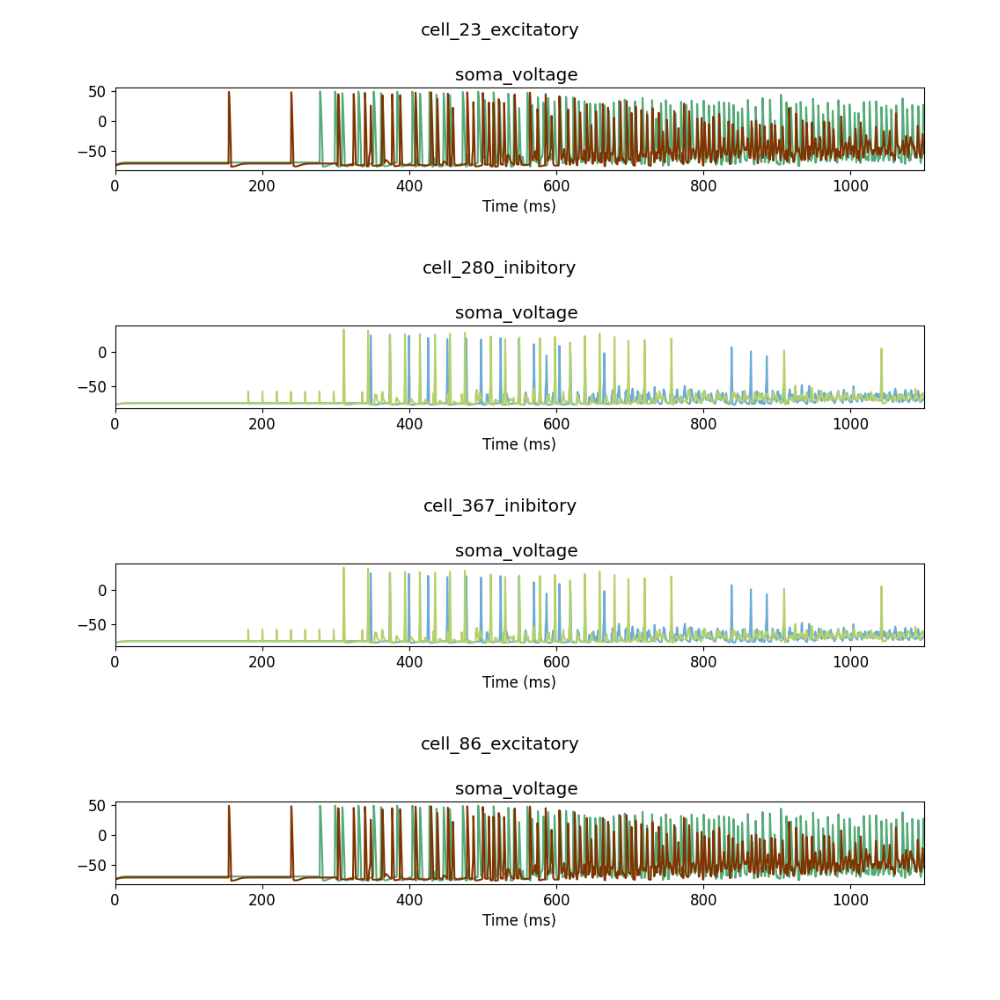 cell_23_excitatory
soma_voltage
50
0
−50
0 200 400 600 800 1000
Time (ms)
cell_280_inibitory
soma_voltage
0
−50
0 200 400 600 800 1000
Time (ms)
cell_367_inibitory
soma_voltage
0
−50
0 200 400 600 800 1000
Time (ms)
cell_86_excitatory
soma_voltage
50
0
−50
0 200 400 600 800 1000
Time (ms)